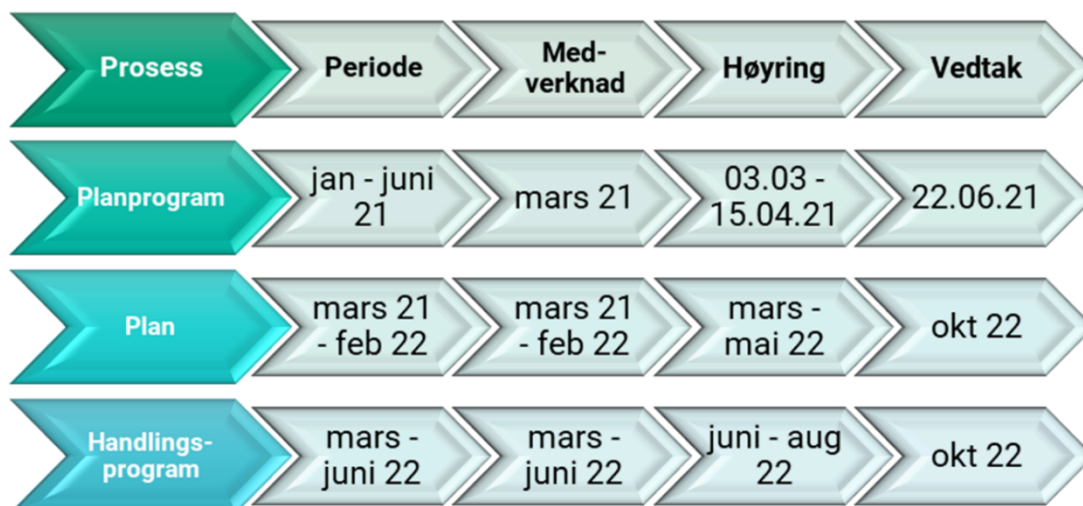 Prosess
Periode
Med-
verknad
Høyring
Vedtak
Planprogram
jan - juni
21
mars 21
03.03 -
15.04.21
22.06.21
Plan
mars 21
- feb 22
mars 21
- feb 22
mars -
mai 22
okt 22
Handlings-
program
mars -
juni 22
mars -
juni 22
juni - aug
22
okt 22